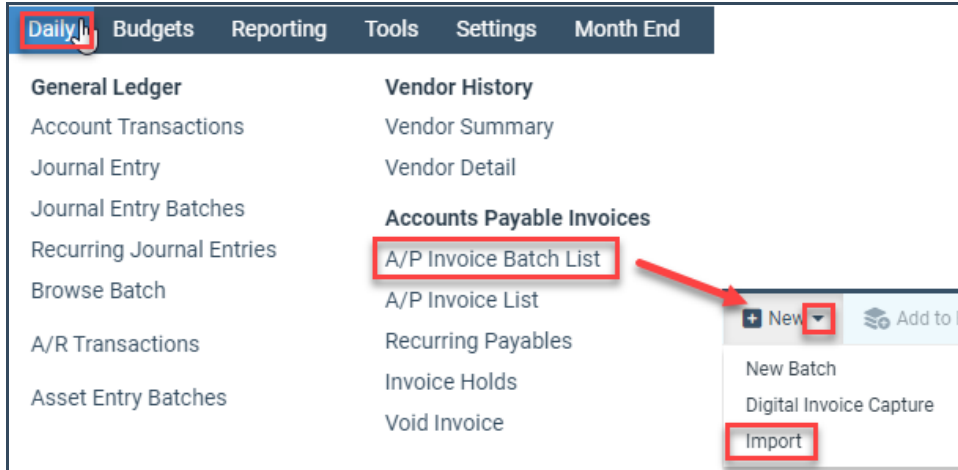 Daily Budgets Reporting Tools Settings Month End
General Ledger
Account Transactions
Journal Entry
Journal Entry Batches
Recurring Journal Entries
Browse Batch
A/R Transactions
Asset Entry Batches
Vendor History
Vendor Summary
Vendor Detail
Accounts Payable Invoices
A/P Invoice Batch List
A/P Invoice List
Recurring Payables
Invoice Holds
Void Invoice
New Add to
New Batch
Digital Invoice Capture
Import